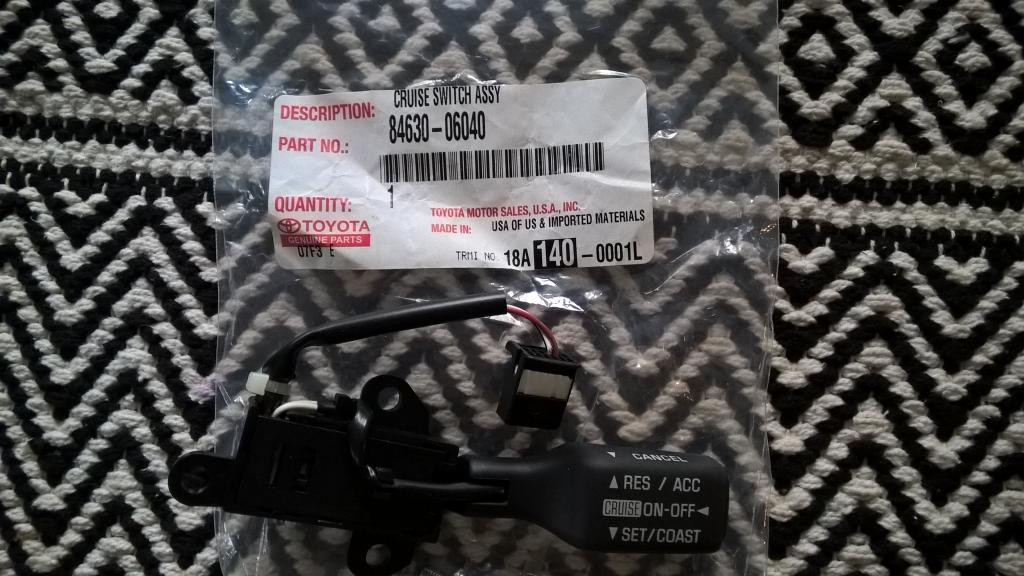 DESCRIPTION: CRUISE SWITCH ASSY
PART NO.: 84630-06040
QUANTITY: 1
TOYOTA
GENUINE PARTS
TOYOTA MOTOR SALES, U.S.A., INC.
MADE IN: USA OF US & IMPORTED MATERIALS
07F3 E
TRMI NO. 18A 140-0001L
▼ CANCEL
▲ RES / ACC
CRUISE ON-OFF ◄
▼ SET/COAST